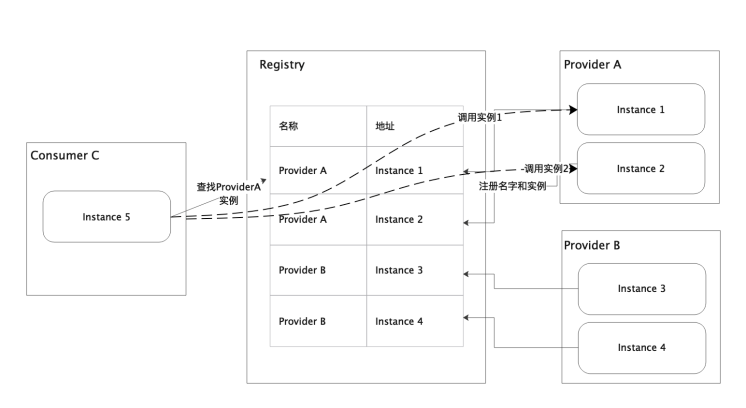 Registry
Provider A
名称
地址
调用实例1
Instance 1
Consumer C
Provider A
Instance 1
-调用实例2
Instance 2
查找ProviderA
实例
注册名字和实例
Instance 5
Provider A
Instance 2
Provider B
Provider B
Instance 3
Instance 3
Provider B
Instance 4
Instance 4